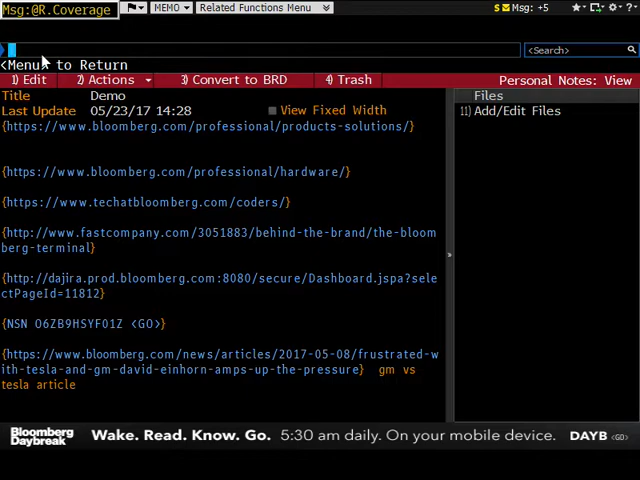 Msg:@R.Coverage MEMO Related Functions Menu Msg: +5
<Search>
<Menu> to Return
1) Edit 2) Actions 3) Convert to BRD 4) Trash Personal Notes: View
Title Demo
Last Update 05/23/17 14:28 View Fixed Width
Files
11) Add/Edit Files
{https://www.bloomberg.com/professional/products-solutions/}
{https://www.bloomberg.com/professional/hardware/}
{https://www.techatbloomberg.com/coders/}
{http://www.fastcompany.com/3051883/behind-the-brand/the-bloom
berg-terminal}
{http://dajira.prod.bloomberg.com:8080/secure/Dashboard.jspa?sele
ctPageId=11812}
{NSN O6ZB9HSYF01Z <GO>}
{https://www.bloomberg.com/news/articles/2017-05-08/frustrated-w
ith-tesla-and-gm-david-einhorn-amps-up-the-pressure} gm vs
tesla article
Bloomberg
Daybreak
Wake. Read. Know. Go. 5:30 am daily. On your mobile device. DAYB <GO>